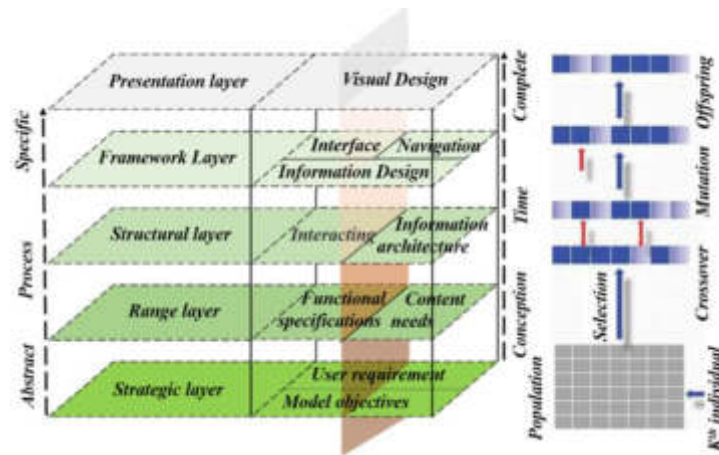 Presentation layer
Visual Design
Framework Layer
Interface
Navigation
Information Design
Structural layer
Interacting
Information
architecture
Range layer
Functional
specifications
Content
needs
Strategic layer
User requirement
Model objectives
Specific
Process
Abstract
Complete
Time
Conception
Offspring
Mutation
Crossover
Selection
Population
Kth individual